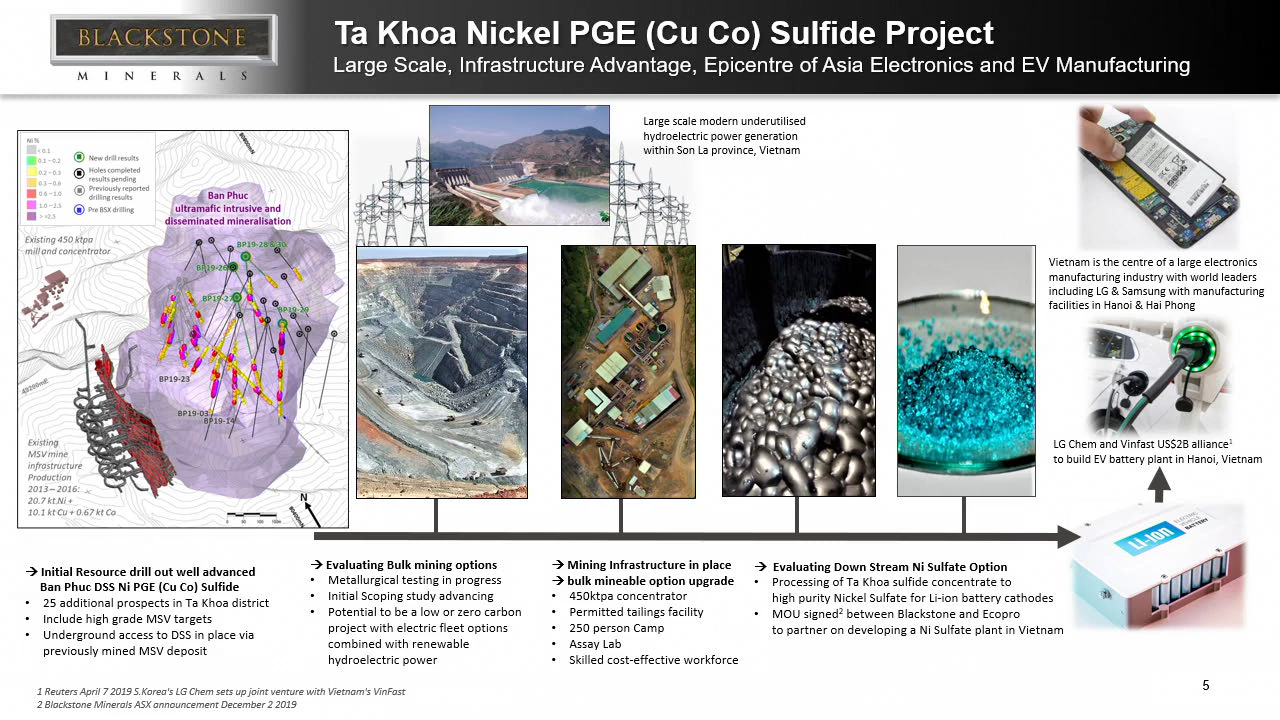 BLACKSTONE
MINERALS
Ta Khoa Nickel PGE (Cu Co) Sulfide Project
Large Scale, Infrastructure Advantage, Epicentre of Asia Electronics and EV Manufacturing
Ni %
< 0.1
0.1 – 0.2
0.2 – 0.3
0.3 – 0.6
0.6 – 1.0
1.0 – 2.5
> +2.5
New drill results
Holes completed
results pending
Previously reported
drilling results
Pre BSX drilling
Ban Phuc
ultramafic intrusive and
disseminated mineralisation
Existing 450 ktpa
mill and concentrator
BP19-23
BP19-03
BP19-14
Existing
MSV mine
infrastructure
Production
2013 – 2016:
20.7 kt Ni +
10.1 kt Cu + 0.67 kt Co
N
0 50 100 150m
Large scale modern underutilised
hydroelectric power generation
within Son La province, Vietnam
Vietnam is the centre of a large electronics
manufacturing industry with world leaders
including LG & Samsung with manufacturing
facilities in Hanoi & Hai Phong
LG Chem and Vinfast US$2B alliance1
to build EV battery plant in Hanoi, Vietnam
Li-ion
ELECTRIC
VEHICLE
BATTERY
→ Initial Resource drill out well advanced
Ban Phuc DSS Ni PGE (Cu Co) Sulfide
• 25 additional prospects in Ta Khoa district
• Include high grade MSV targets
• Underground access to DSS in place via
previously mined MSV deposit
→ Evaluating Bulk mining options
• Metallurgical testing in progress
• Initial Scoping study advancing
• Potential to be a low or zero carbon
project with electric fleet options
combined with renewable
hydroelectric power
→ Mining Infrastructure in place
→ bulk mineable option upgrade
• 450ktpa concentrator
• Permitted tailings facility
• 250 person Camp
• Assay Lab
• Skilled cost-effective workforce
→ Evaluating Down Stream Ni Sulfate Option
• Processing of Ta Khoa sulfide concentrate to
high purity Nickel Sulfate for Li-ion battery cathodes
• MOU signed2 between Blackstone and Ecopro
to partner on developing a Ni Sulfate plant in Vietnam
1 Reuters April 7 2019 S.Korea's LG Chem sets up joint venture with Vietnam's VinFast
2 Blackstone Minerals ASX announcement December 2 2019
5